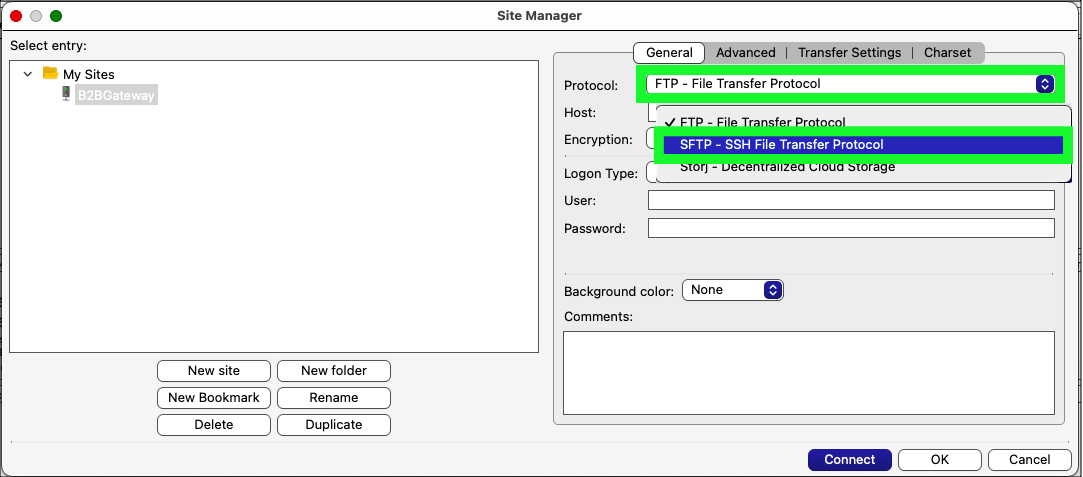 Site Manager
Select entry:
My Sites
B2BGateway
New site
New folder
New Bookmark
Rename
Delete
Duplicate
General
Advanced
Transfer Settings
Charset
Protocol:
FTP - File Transfer Protocol
Host:
FTP - File Transfer Protocol
Encryption:
SFTP - SSH File Transfer Protocol
Storj - Decentralized Cloud Storage
Logon Type:
User:
Password:
Background color:
None
Comments:
Connect
OK
Cancel